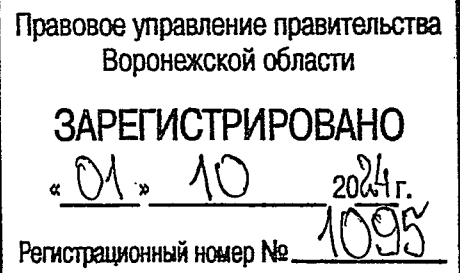 Правовое управление правительства
Воронежской области
ЗАРЕГИСТРИРОВАНО
« 01 » 10 2024 г.
Регистрационный номер № 1095